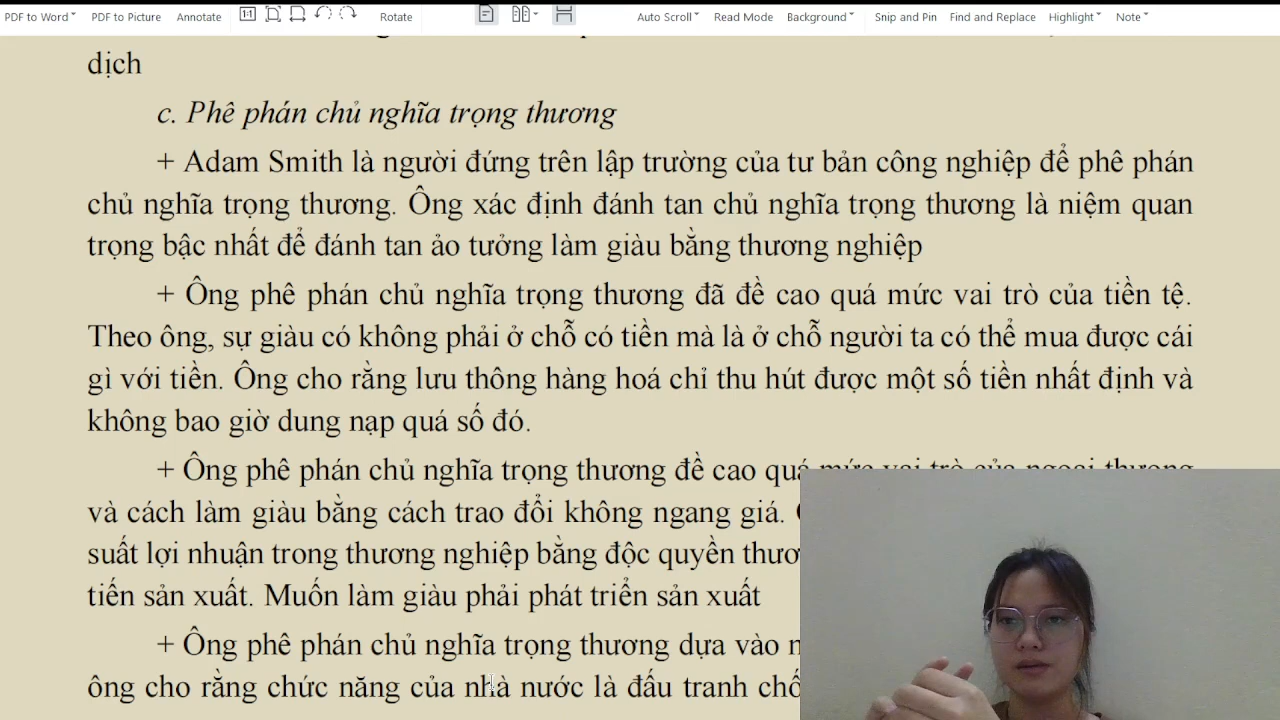 PDF to Word PDF to Picture Annotate 1:1 Rotate Auto Scroll Read Mode Background Snip and Pin Find and Replace Highlight Note
dịch
c. Phê phán chủ nghĩa trọng thương
+ Adam Smith là người đứng trên lập trường của tư bản công nghiệp để phê phán
chủ nghĩa trọng thương. Ông xác định đánh tan chủ nghĩa trọng thương là niệm quan
trọng bậc nhất để đánh tan ảo tưởng làm giàu bằng thương nghiệp
+ Ông phê phán chủ nghĩa trọng thương đã đề cao quá mức vai trò của tiền tệ.
Theo ông, sự giàu có không phải ở chỗ có tiền mà là ở chỗ người ta có thể mua được cái
gì với tiền. Ông cho rằng lưu thông hàng hoá chỉ thu hút được một số tiền nhất định và
không bao giờ dung nạp quá số đó.
+ Ông phê phán chủ nghĩa trọng thương đề cao quá mức vai trò của ngoại thương
và cách làm giàu bằng cách trao đổi không ngang giá.
suất lợi nhuận trong thương nghiệp bằng độc quyền
tiến sản xuất. Muốn làm giàu phải phát triển sản xuất
+ Ông phê phán chủ nghĩa trọng thương dựa vào
ông cho rằng chức năng của nhà nước là đấu tranh